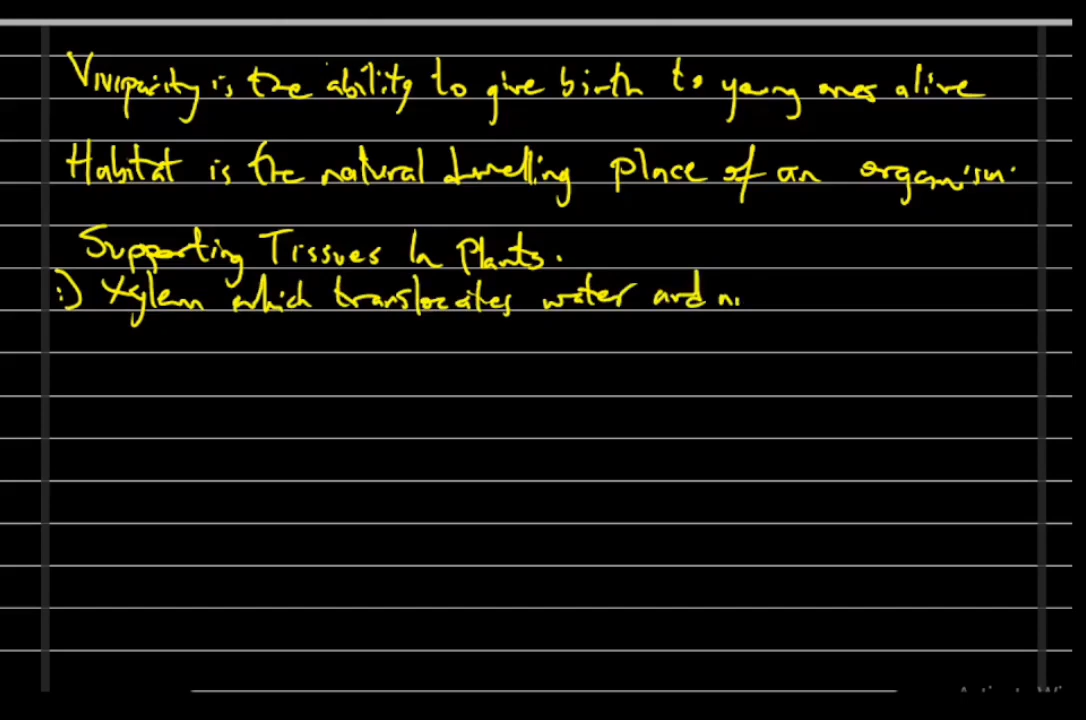 Viviparity is the ability to give birth to young ones alive
Habitat is the natural dwelling place of an organism.
Supporting Tissues In Plants.
i) Xylem which translocates water and